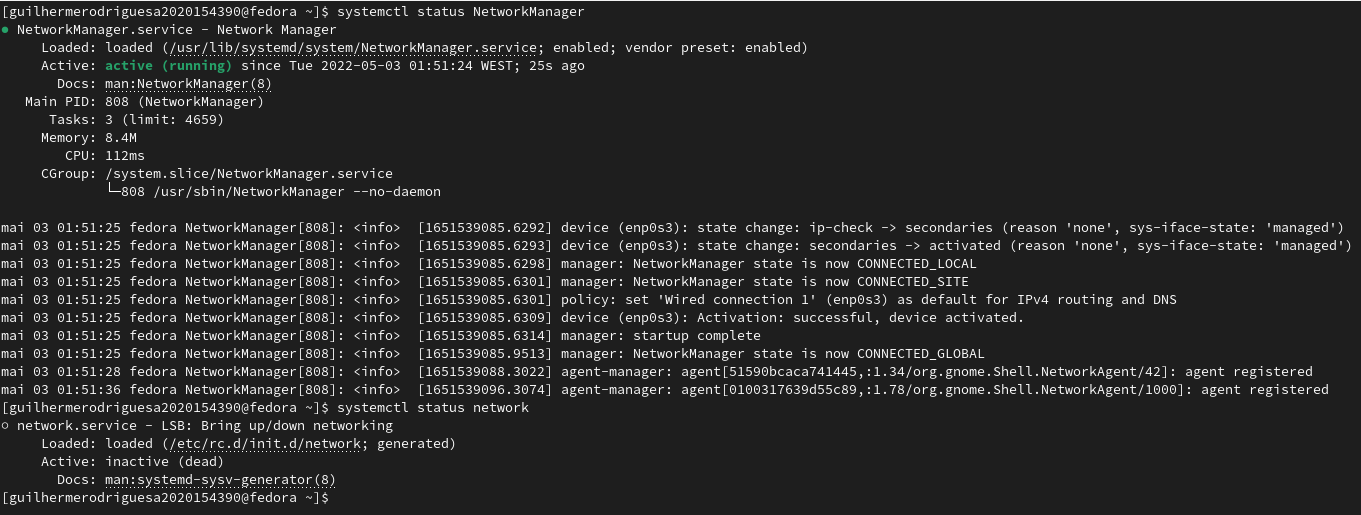 [guilhermerodriguesa2020154390@fedora ~]$ systemctl status NetworkManager
● NetworkManager.service - Network Manager
     Loaded: loaded (/usr/lib/systemd/system/NetworkManager.service; enabled; vendor preset: enabled)
     Active: active (running) since Tue 2022-05-03 01:51:24 WEST; 25s ago
       Docs: man:NetworkManager(8)
   Main PID: 808 (NetworkManager)
      Tasks: 3 (limit: 4659)
     Memory: 8.4M
        CPU: 112ms
     CGroup: /system.slice/NetworkManager.service
             └─808 /usr/sbin/NetworkManager --no-daemon

mai 03 01:51:25 fedora NetworkManager[808]: <info>  [1651539085.6292] device (enp0s3): state change: ip-check -> secondaries (reason 'none', sys-iface-state: 'managed')
mai 03 01:51:25 fedora NetworkManager[808]: <info>  [1651539085.6293] device (enp0s3): state change: secondaries -> activated (reason 'none', sys-iface-state: 'managed')
mai 03 01:51:25 fedora NetworkManager[808]: <info>  [1651539085.6298] manager: NetworkManager state is now CONNECTED_LOCAL
mai 03 01:51:25 fedora NetworkManager[808]: <info>  [1651539085.6301] manager: NetworkManager state is now CONNECTED_SITE
mai 03 01:51:25 fedora NetworkManager[808]: <info>  [1651539085.6301] policy: set 'Wired connection 1' (enp0s3) as default for IPv4 routing and DNS
mai 03 01:51:25 fedora NetworkManager[808]: <info>  [1651539085.6309] device (enp0s3): Activation: successful, device activated.
mai 03 01:51:25 fedora NetworkManager[808]: <info>  [1651539085.6314] manager: startup complete
mai 03 01:51:25 fedora NetworkManager[808]: <info>  [1651539085.9513] manager: NetworkManager state is now CONNECTED_GLOBAL
mai 03 01:51:28 fedora NetworkManager[808]: <info>  [1651539088.3022] agent-manager: agent[51590bcaca741445,:1.34/org.gnome.Shell.NetworkAgent/42]: agent registered
mai 03 01:51:36 fedora NetworkManager[808]: <info>  [1651539096.3074] agent-manager: agent[0100317639d55c89,:1.78/org.gnome.Shell.NetworkAgent/1000]: agent registered
[guilhermerodriguesa2020154390@fedora ~]$ systemctl status network
○ network.service - LSB: Bring up/down networking
     Loaded: loaded (/etc/rc.d/init.d/network; generated)
     Active: inactive (dead)
       Docs: man:systemd-sysv-generator(8)
[guilhermerodriguesa2020154390@fedora ~]$